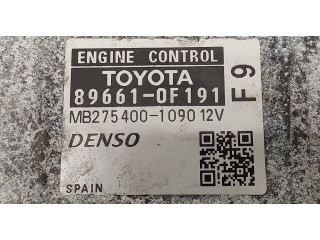 ENGINE CONTROL
TOYOTA
89661-0F191
F9
MB275400-1090 12V
DENSO
SPAIN